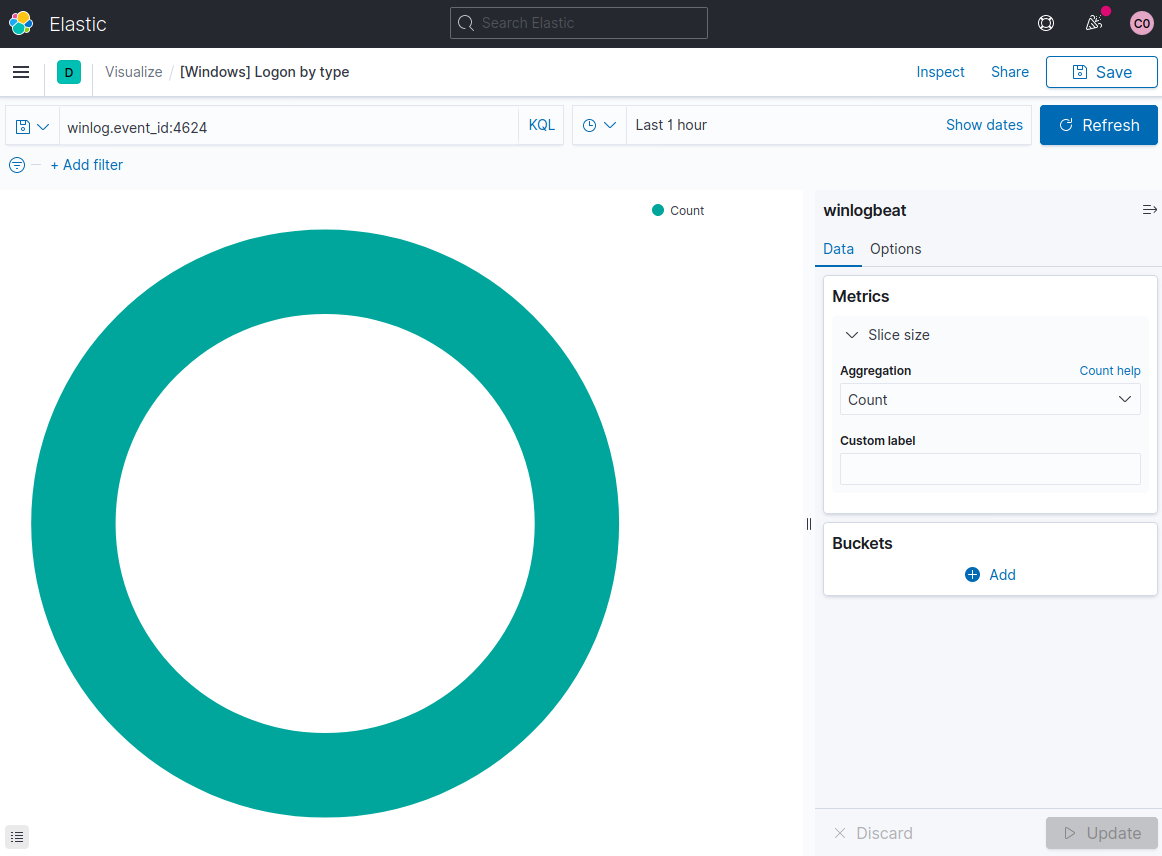 Elastic
Search Elastic
CO
D
Visualize / [Windows] Logon by type
Inspect
Share
Save
winlog.event_id:4624
KQL
Last 1 hour
Show dates
Refresh
+ Add filter
Count
winlogbeat
Data
Options
Metrics
Slice size
Aggregation
Count help
Count
Custom label
Buckets
Add
Discard
Update